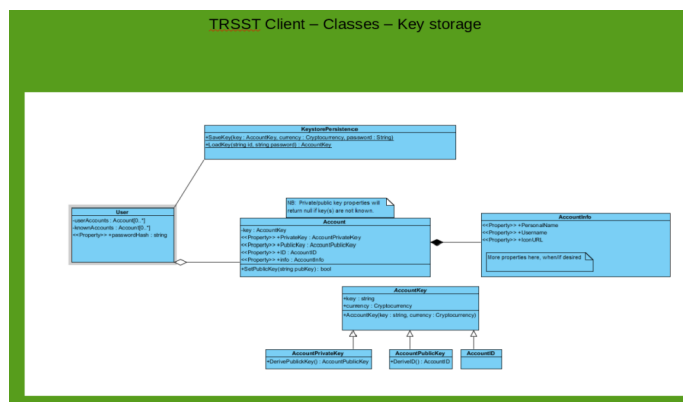 TRSST Client – Classes – Key storage
KeystorePersistence
+SaveKey(key : AccountKey, currency : Cryptocurrency, password : String)
+LoadKey(string id, string password) : AccountKey
User
-userAccounts : Account[0..*]
-knownAccounts : Account[0..*]
<<Property>> +passwordHash : string
NB: Private/public key properties will
return null if key(s) are not known.
Account
-key : AccountKey
<<Property>> +PrivateKey : AccountPrivateKey
<<Property>> +PublicKey : AccountPublicKey
<<Property>> +ID : AccountID
<<Property>> +info : AccountInfo
+SetPublicKey(string pubKey) : bool
AccountInfo
<<Property>> +PersonalName
<<Property>> +Username
<<Property>> +IconURL
More properties here, when/if desired
AccountKey
+key : string
+currency : Cryptocurrency
+AccountKey(key : string, currency : Cryptocurrency)
AccountPrivateKey
+DerivePublicKey() : AccountPublicKey
AccountPublicKey
+DeriveID() : AccountID
AccountID